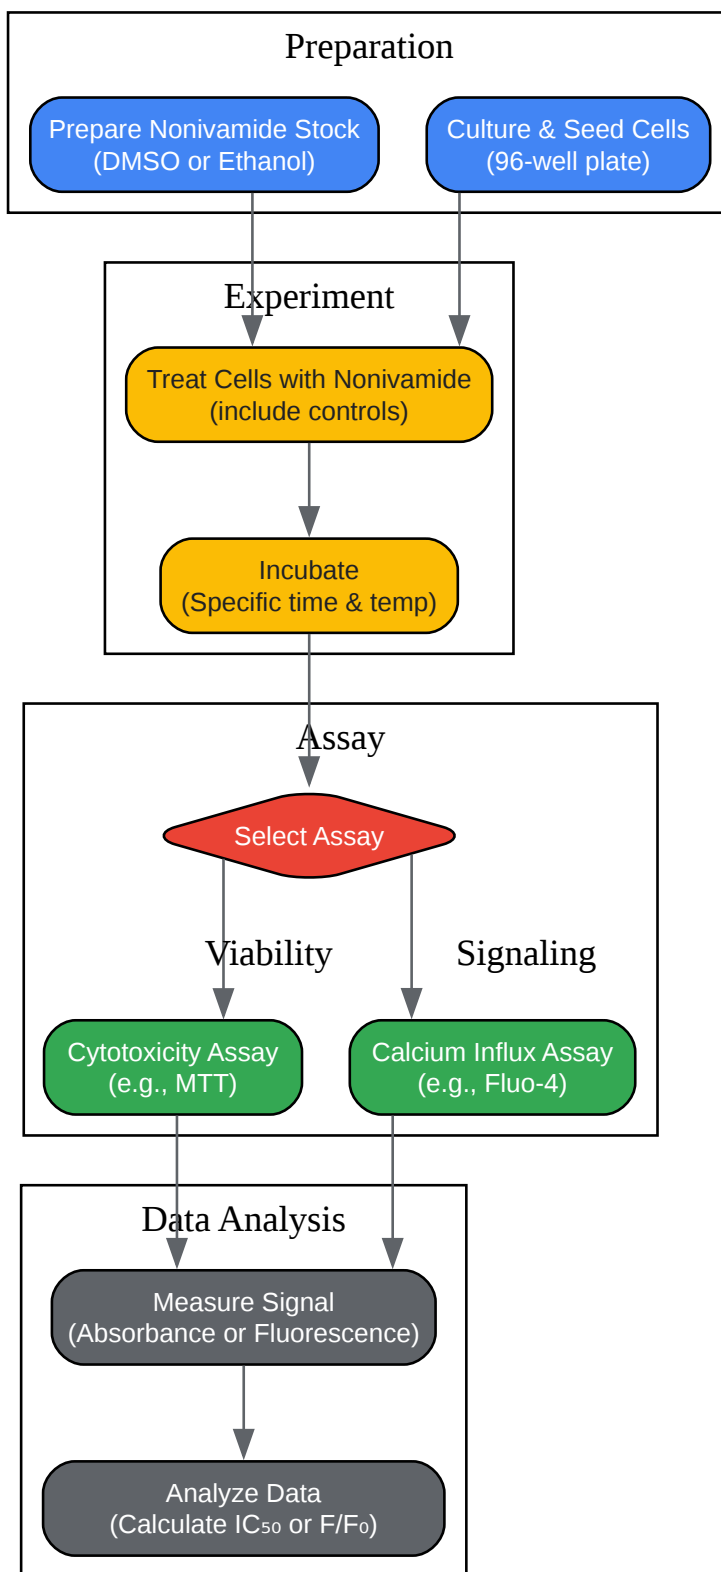 Preparation
Prepare Nonivamide Stock
(DMSO or Ethanol)
Culture & Seed Cells
(96-well plate)
Experiment
Treat Cells with Nonivamide
(include controls)
Incubate
(Specific time & temp)
Assay
Select Assay
Viability
Signaling
Cytotoxicity Assay
(e.g., MTT)
Calcium Influx Assay
(e.g., Fluo-4)
Data Analysis
Measure Signal
(Absorbance or Fluorescence)
Analyze Data
(Calculate IC₅₀ or F/F₀)